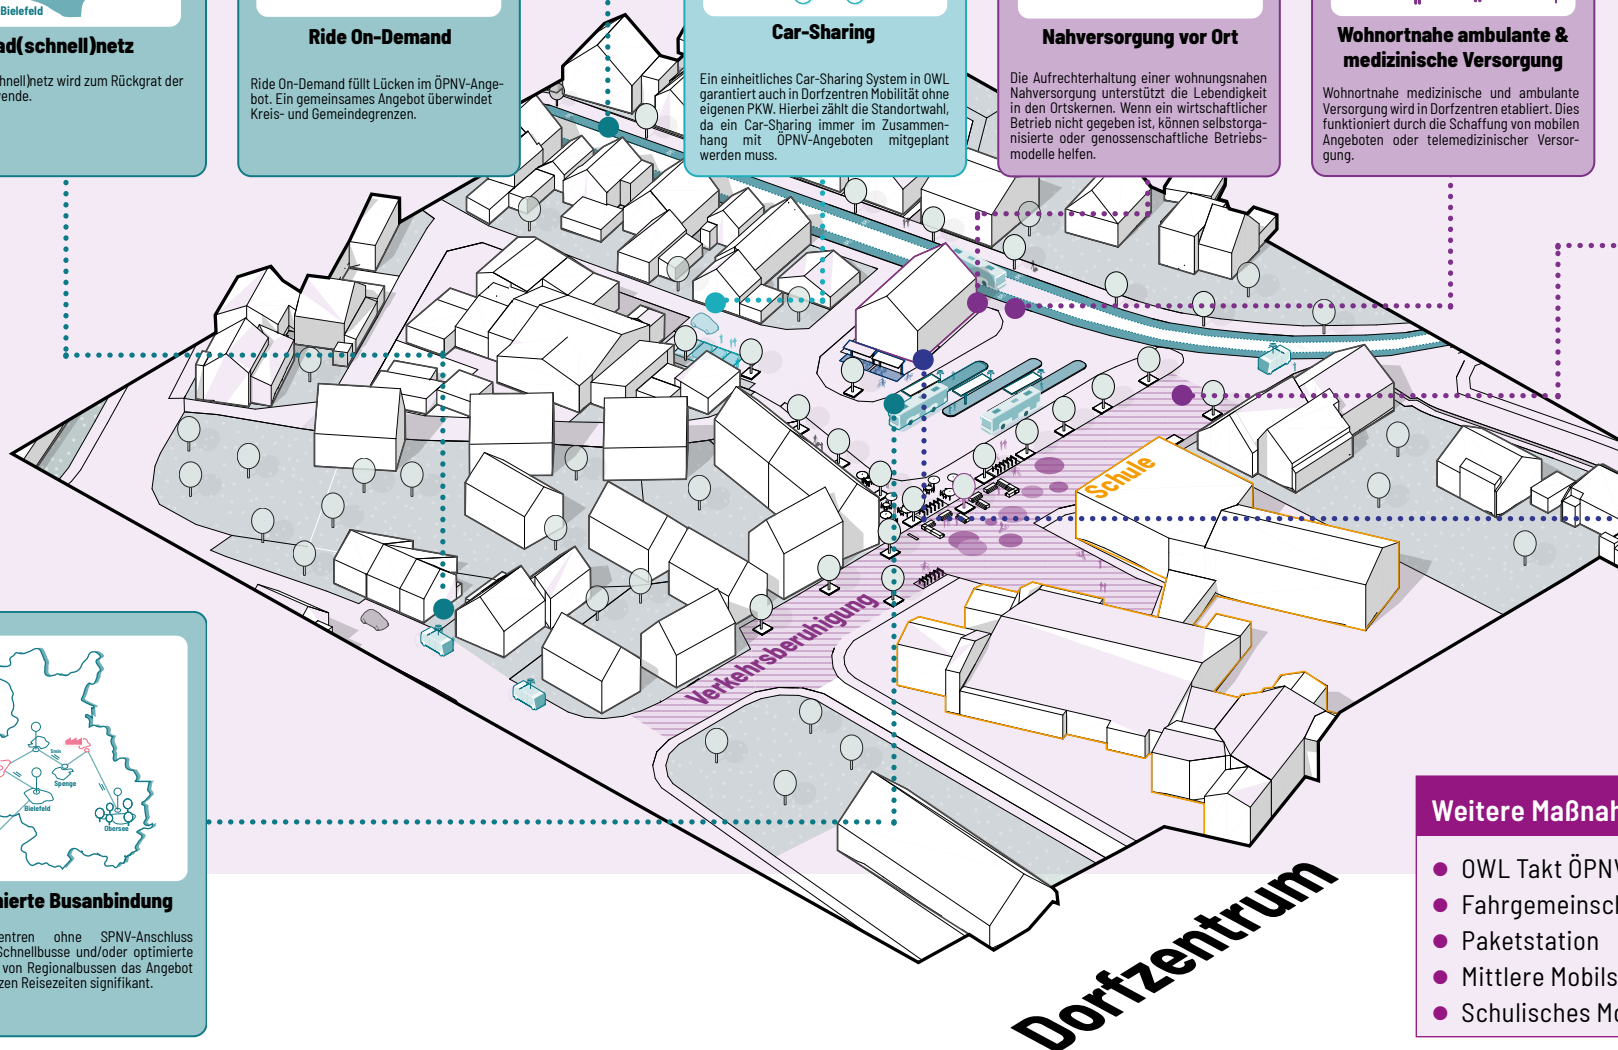 Bielefeld
ad(schnell)netz
hnell)netz wird zum Rückgrat der
ende.
Ride On-Demand
Ride On-Demand füllt Lücken im ÖPNV-Ange-
bot. Ein gemeinsames Angebot überwindet
Kreis- und Gemeindegrenzen.
Car-Sharing
Ein einheitliches Car-Sharing System in OWL
garantiert auch in Dorfzentren Mobilität ohne
eigenen PKW. Hierbei zählt die Standortwahl,
da ein Car-Sharing immer im Zusammen-
hang mit ÖPNV-Angeboten mitgeplant
werden muss.
Nahversorgung vor Ort
Die Aufrechterhaltung einer wohnungsnahen
Nahversorgung unterstützt die Lebendigkeit
in den Ortskernen. Wenn ein wirtschaftlicher
Betrieb nicht gegeben ist, können selbstorga-
nisierte oder genossenschaftliche Betriebs-
modelle helfen.
Wohnortnahe ambulante &
medizinische Versorgung
Wohnortnahe medizinische und ambulante
Versorgung wird in Dorfzentren etabliert. Dies
funktioniert durch die Schaffung von mobilen
Angeboten oder telemedizinischer Versor-
gung.
Schule
Verkehrsberuhigung
Spenge
Bielefeld
Obersee
ierte Busanbindung
entren ohne SPNV-Anschluss
Schnellbusse und/oder optimierte
von Regionalbussen das Angebot
zen Reisezeiten signifikant.
Dorfzentrum
Weitere Maßnah
OWL Takt ÖPNV
Fahrgemeinsch
Paketstation
Mittlere Mobils
Schulisches Mo